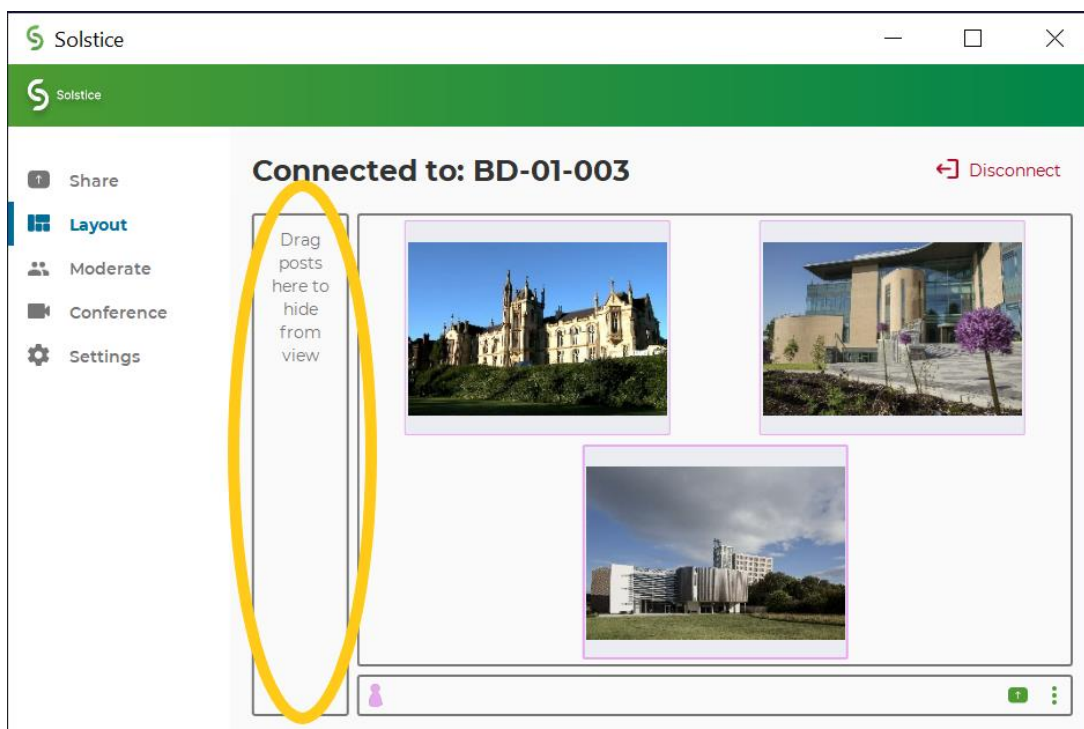 Solstice
Solstice
Share
Layout
Moderate
Conference
Settings
Connected to: BD-01-003
Disconnect
Drag
posts
here to
hide
from
view